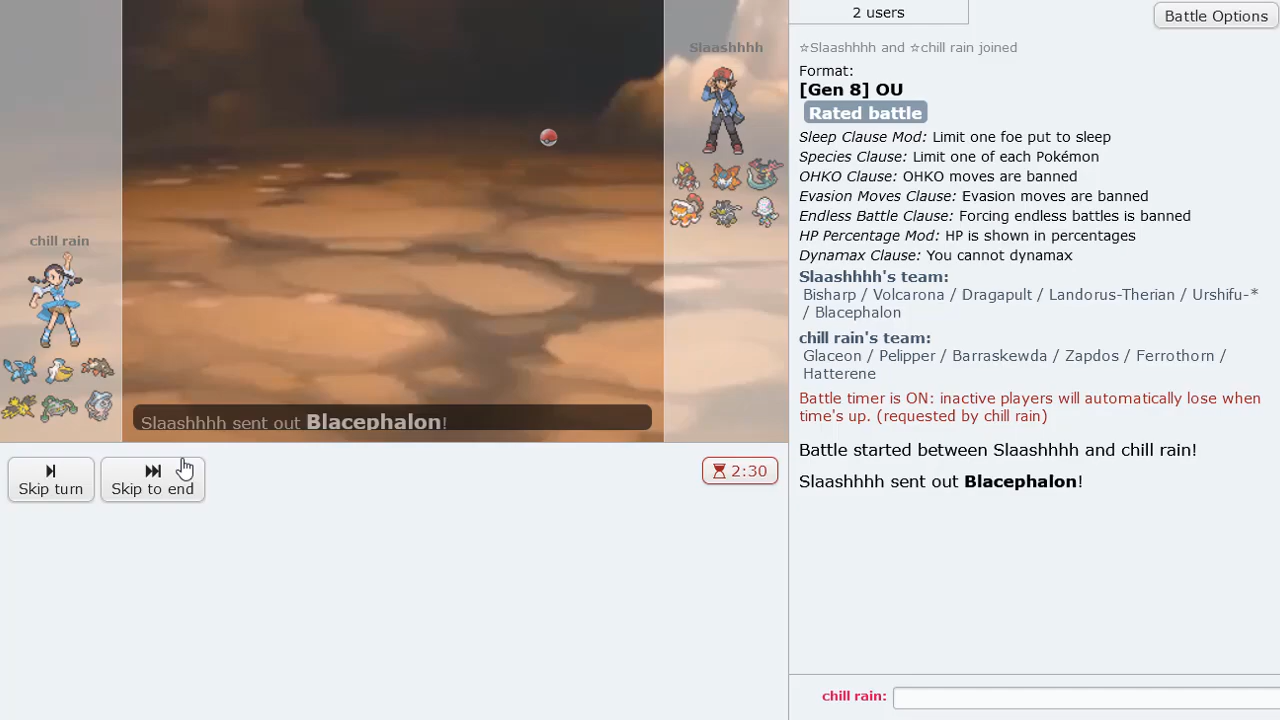 2 users
Battle Options
☆Slaashhhh and ☆chill rain joined
Format:
[Gen 8] OU
Rated battle
Sleep Clause Mod: Limit one foe put to sleep
Species Clause: Limit one of each Pokémon
OHKO Clause: OHKO moves are banned
Evasion Moves Clause: Evasion moves are banned
Endless Battle Clause: Forcing endless battles is banned
HP Percentage Mod: HP is shown in percentages
Dynamax Clause: You cannot dynamax
Slaashhhh's team:
Bisharp / Volcarona / Dragapult / Landorus-Therian / Urshifu-*
/ Blacephalon
chill rain's team:
Glaceon / Pelipper / Barraskewda / Zapdos / Ferrothorn /
Hatterene
Battle timer is ON: inactive players will automatically lose when
time's up. (requested by chill rain)
Battle started between Slaashhhh and chill rain!
Slaashhhh sent out Blacephalon!
chill rain:
Slaashhhh
chill rain
Slaashhhh sent out Blacephalon!
Skip turn
Skip to end
2:30